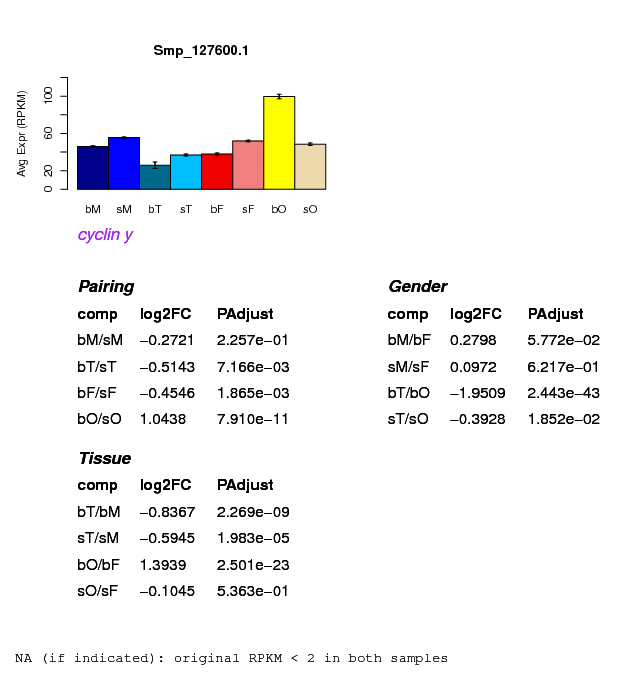 Smp_127600.1
Avg Expr (RPKM)
0 20 60 100
bM sM bT sT bF sF bO sO
cyclin y
Pairing
comp log2FC PAdjust
bM/sM −0.2721 2.257e−01
bT/sT −0.5143 7.166e−03
bF/sF −0.4546 1.865e−03
bO/sO 1.0438 7.910e−11
Gender
comp log2FC PAdjust
bM/bF 0.2798 5.772e−02
sM/sF 0.0972 6.217e−01
bT/bO −1.9509 2.443e−43
sT/sO −0.3928 1.852e−02
Tissue
comp log2FC PAdjust
bT/bM −0.8367 2.269e−09
sT/sM −0.5945 1.983e−05
bO/bF 1.3939 2.501e−23
sO/sF −0.1045 5.363e−01
NA (if indicated): original RPKM < 2 in both samples